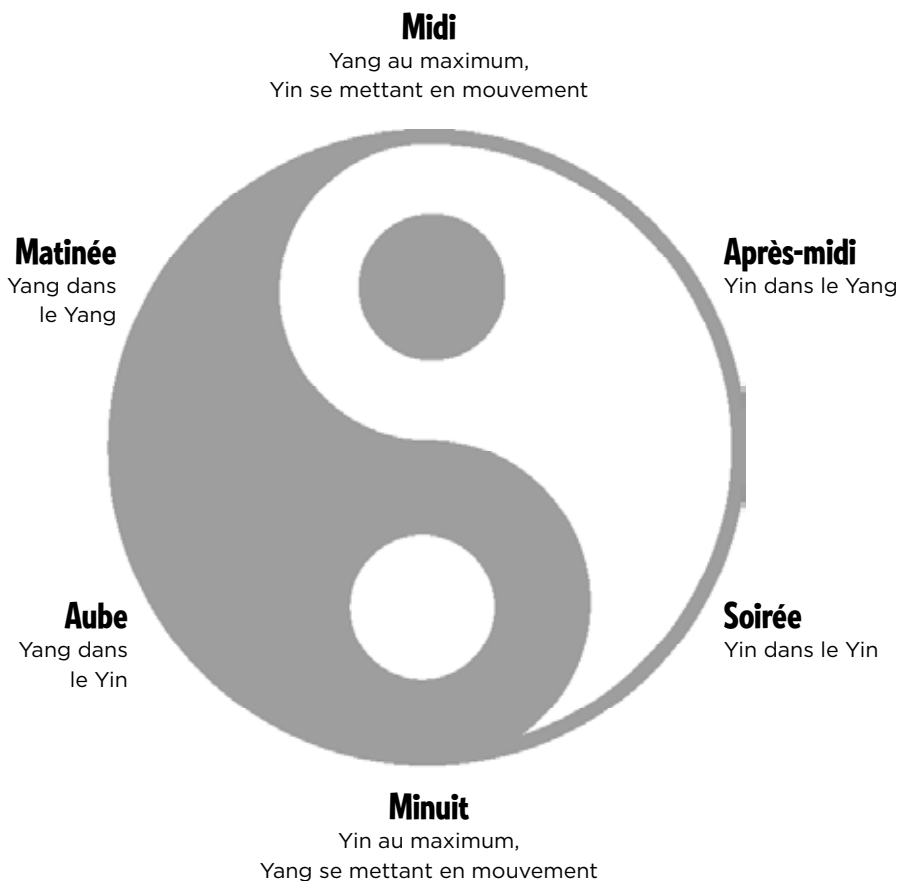 Midi
Yang au maximum,
Yin se mettant en mouvement
Matinée
Yang dans
le Yang
Après-midi
Yin dans le Yang
Aube
Yang dans
le Yin
Soirée
Yin dans le Yin
Minuit
Yin au maximum,
Yang se mettant en mouvement